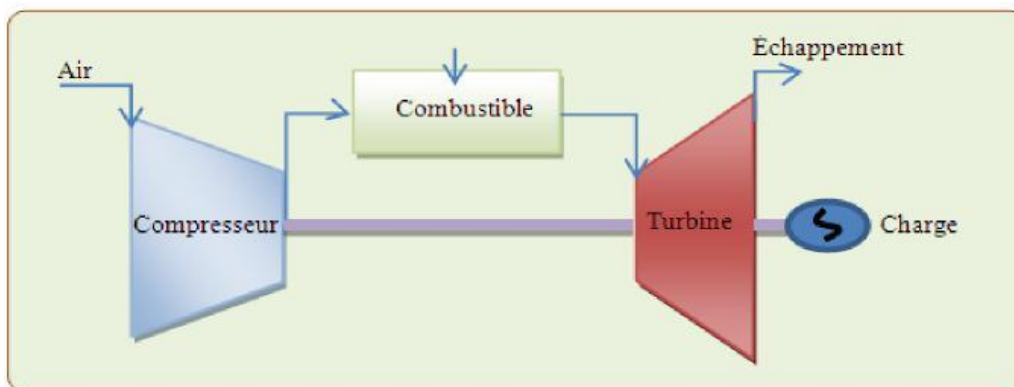 Échappement
Air
Combustible
Compresseur
Turbine
Charge